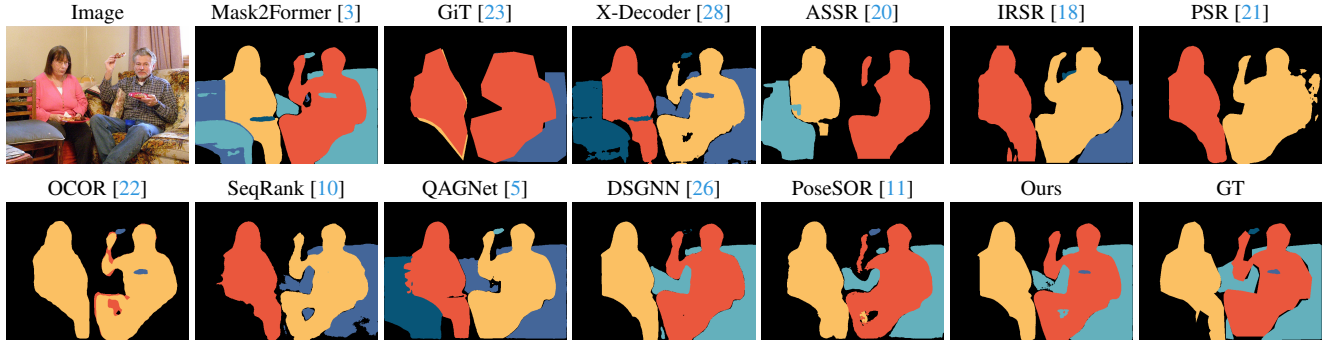 Image Mask2Former [3] GiT [23] X-Decoder [28] ASSR [20] IRSR [18] PSR [21]
OCOR [22] SeqRank [10] QAGNet [5] DSGNN [26] PoseSOR [11] Ours GT